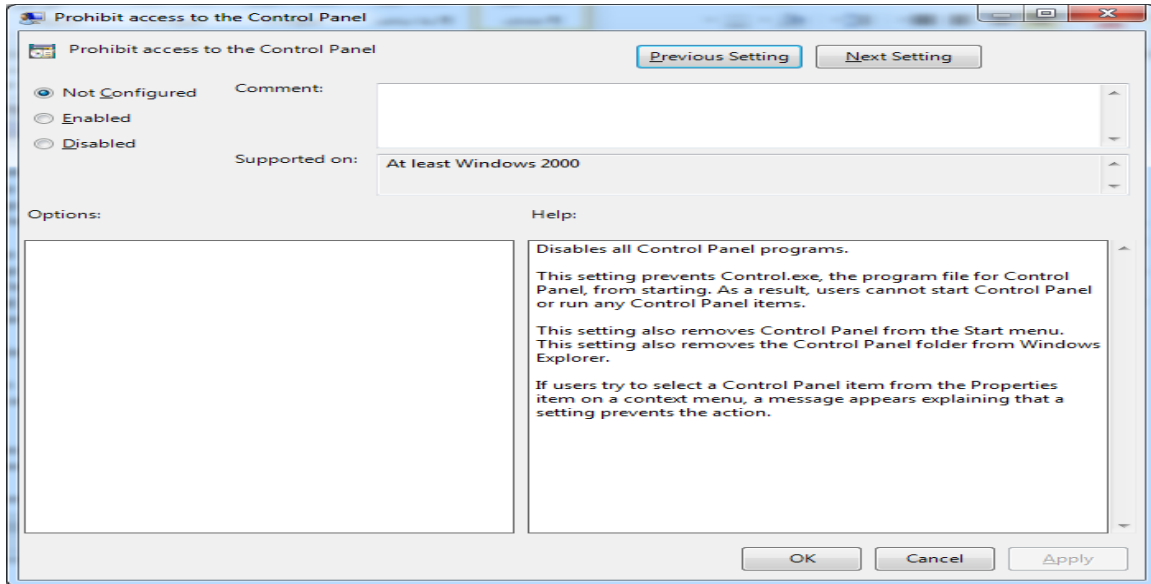 Prohibit access to the Control Panel
Prohibit access to the Control Panel
Previous Setting
Next Setting
Not Configured
Comment:
Enabled
Disabled
Supported on:
At least Windows 2000
Options:
Help:
Disables all Control Panel programs.
This setting prevents Control.exe, the program file for Control
Panel, from starting. As a result, users cannot start Control Panel
or run any Control Panel items.
This setting also removes Control Panel from the Start menu.
This setting also removes the Control Panel folder from Windows
Explorer.
If users try to select a Control Panel item from the Properties
item on a context menu, a message appears explaining that a
setting prevents the action.
OK
Cancel
Apply